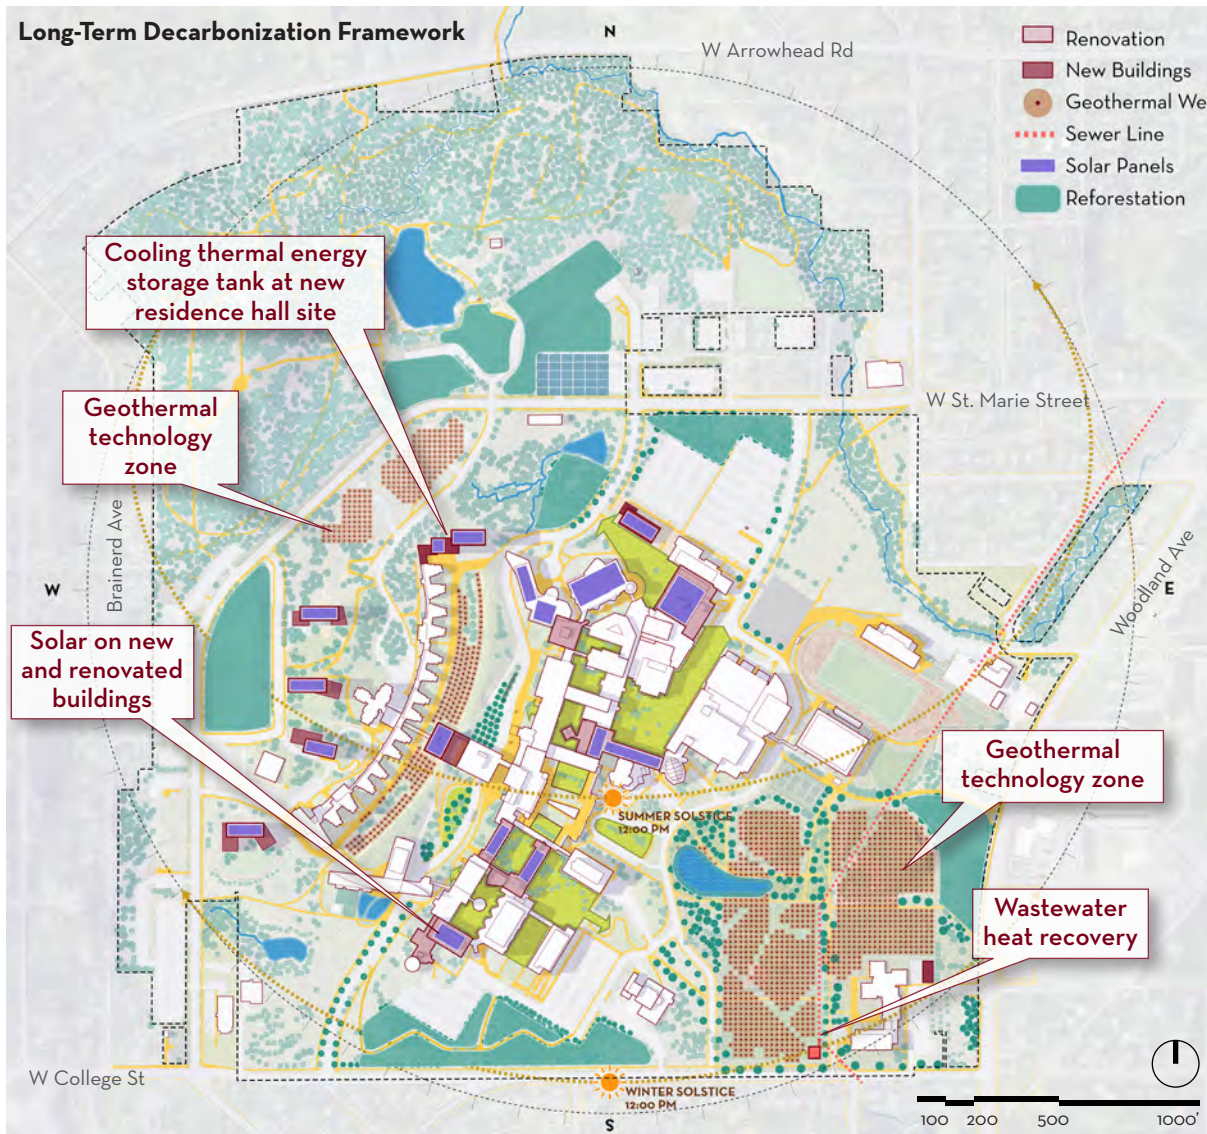 Long-Term Decarbonization Framework
N
W Arrowhead Rd
Renovation
New Buildings
Geothermal We
Sewer Line
Solar Panels
Reforestation
Cooling thermal energy
storage tank at new
residence hall site
Geothermal
technology
zone
W St. Marie Street
Brainerd Ave
Woodland Ave
W
E
Solar on new
and renovated
buildings
Geothermal
technology zone
SUMMER SOLSTICE
12:00 PM
Wastewater
heat recovery
W College St
WINTER SOLSTICE
12:00 PM
S
100 200 500 1000'